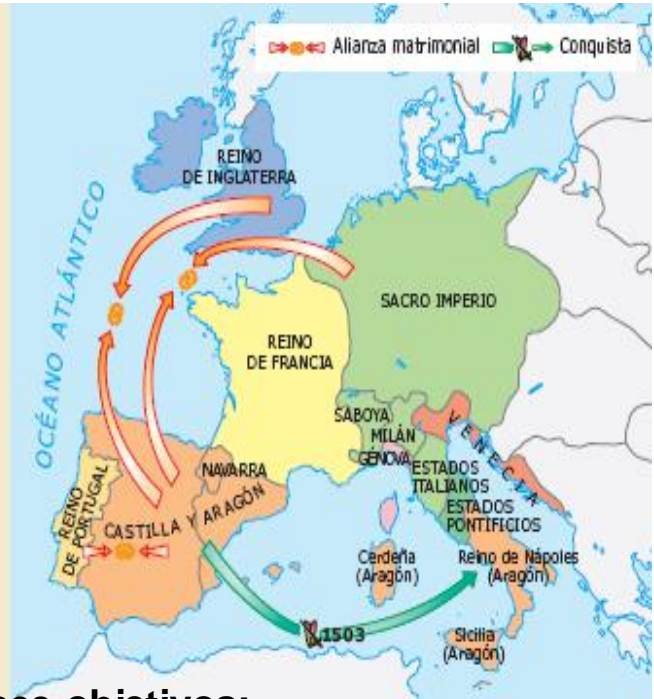 Alianza matrimonial
Conquista
REINO
DE INGLATERRA
OCÉANO ATLÁNTICO
SACRO IMPERIO
REINO
DE FRANCIA
SABOYA
MILÁN
GÉNOVA
VENECIA
ESTADOS
ITALIANOS
ESTADOS
PONTIFICIOS
NAVARRA
REINO
DE PORTUGAL
CASTILLA Y ARAGÓN
Cerdeña
(Aragón)
Reino de Nápoles
(Aragón)
1503
Sicilia
(Aragón)
objetivos: